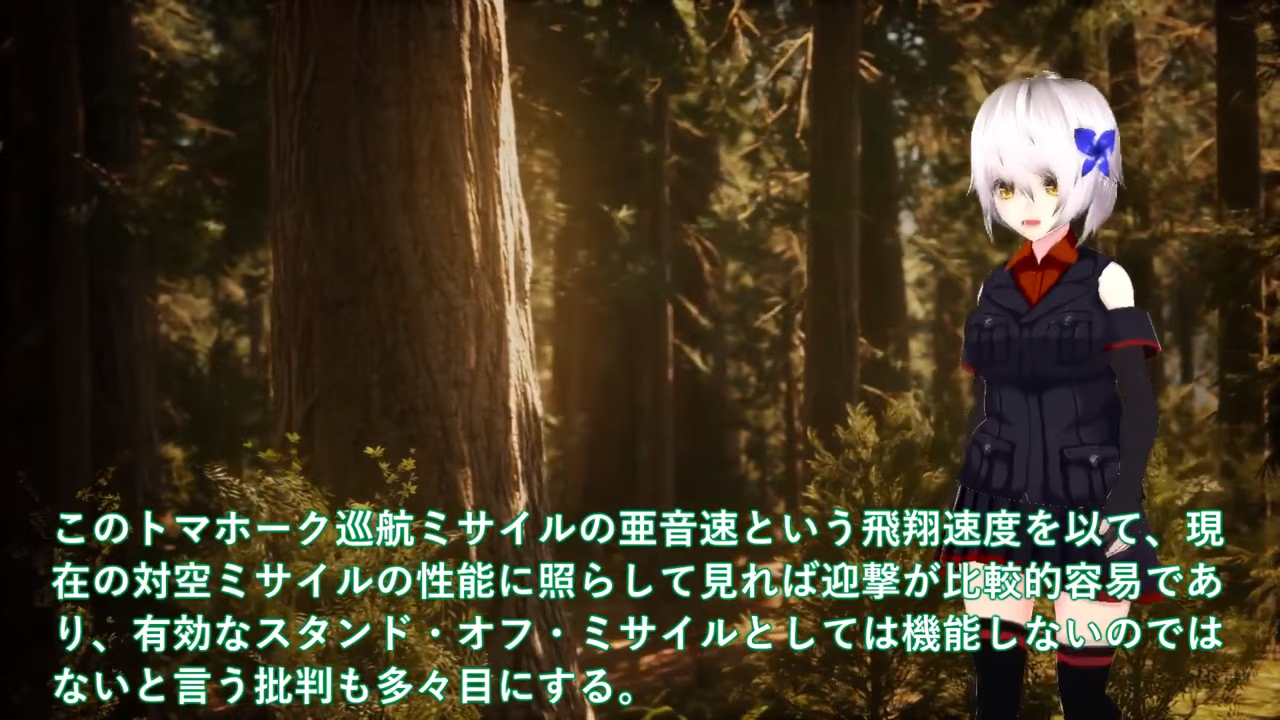 このトマホーク巡航ミサイルの亜音速という飛翔速度を以て、現
在の対空ミサイルの性能に照らして見れば迎撃が比較的容易であ
り、有効なスタンド・オフ・ミサイルとしては機能しないのでは
ないと言う批判も多々目にする。